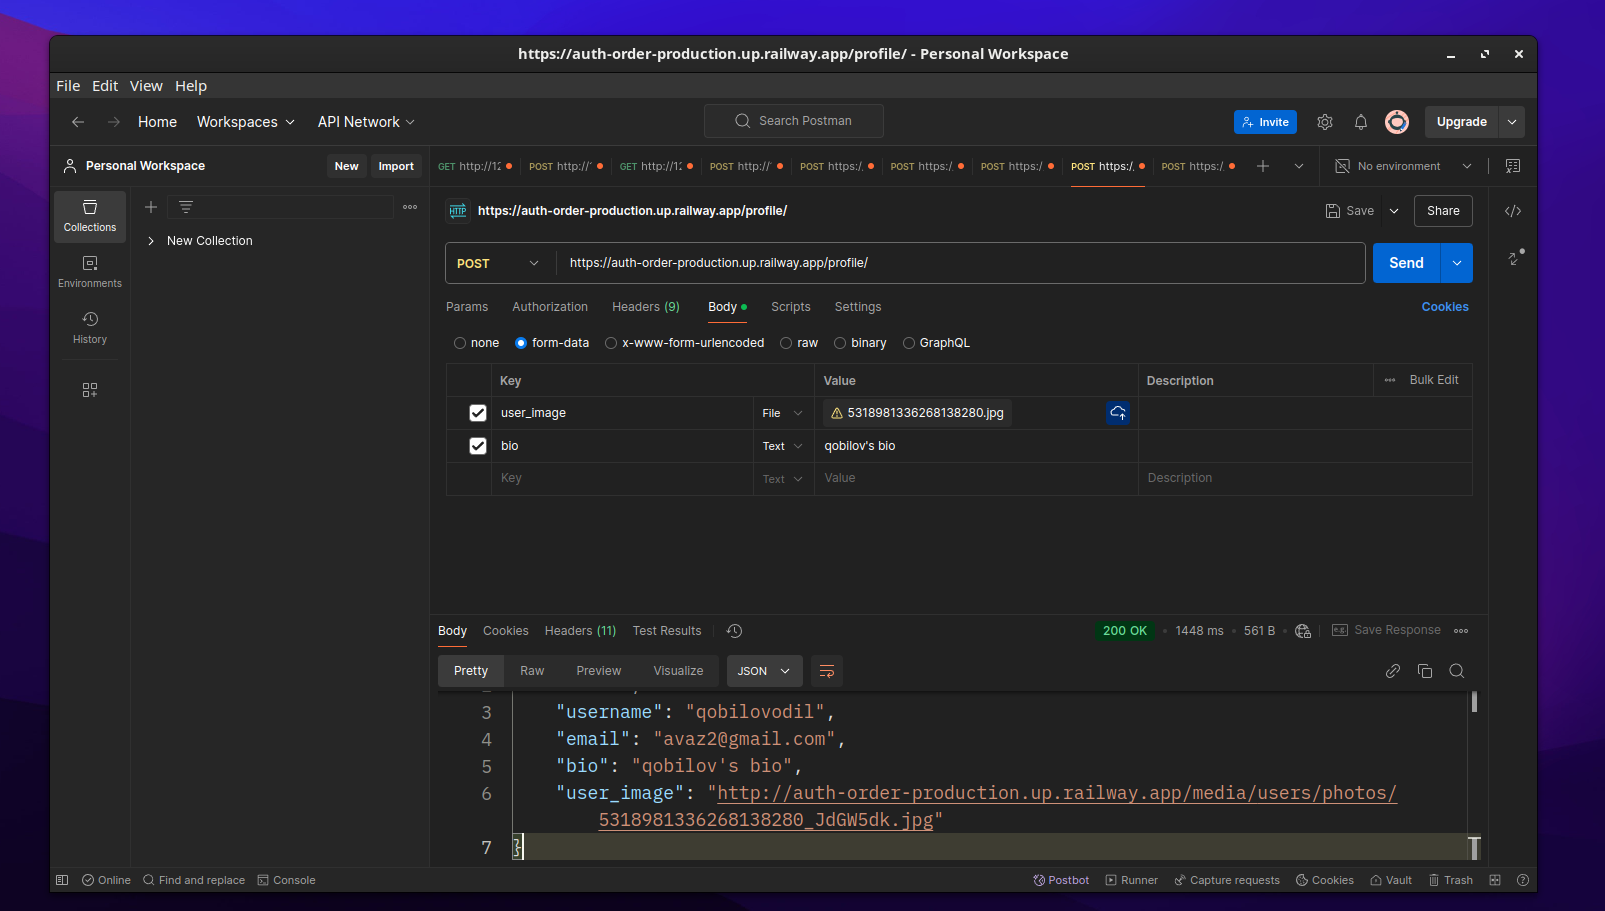 https://auth-order-production.up.railway.app/profile/ - Personal Workspace
File Edit View Help
Home Workspaces API Network Search Postman Invite Upgrade
Personal Workspace New Import GET http://12 POST http://' GET http://12 POST http://' POST https:/. POST https:/. POST https:/ POST https:/. POST https:/. No environment
Collections
New Collection
Environments
History
HTTP https://auth-order-production.up.railway.app/profile/ Save Share
POST https://auth-order-production.up.railway.app/profile/ Send
Params Authorization Headers (9) Body Scripts Settings Cookies
none form-data x-www-form-urlencoded raw binary GraphQL
Key Value Description Bulk Edit
user_image File 5318981336268138280.jpg
bio Text qobilov's bio
Key Text Value Description
Body Cookies Headers (11) Test Results 200 OK 1448 ms 561 B e.g. Save Response
Pretty Raw Preview Visualize JSON
3 "username": "qobilovodil",
4 "email": "avaz2@gmail.com",
5 "bio": "qobilov's bio",
6 "user_image": "http://auth-order-production.up.railway.app/media/users/photos/
5318981336268138280_JdGW5dk.jpg"
7 }
Online Find and replace Console Postbot Runner Capture requests Cookies Vault Trash